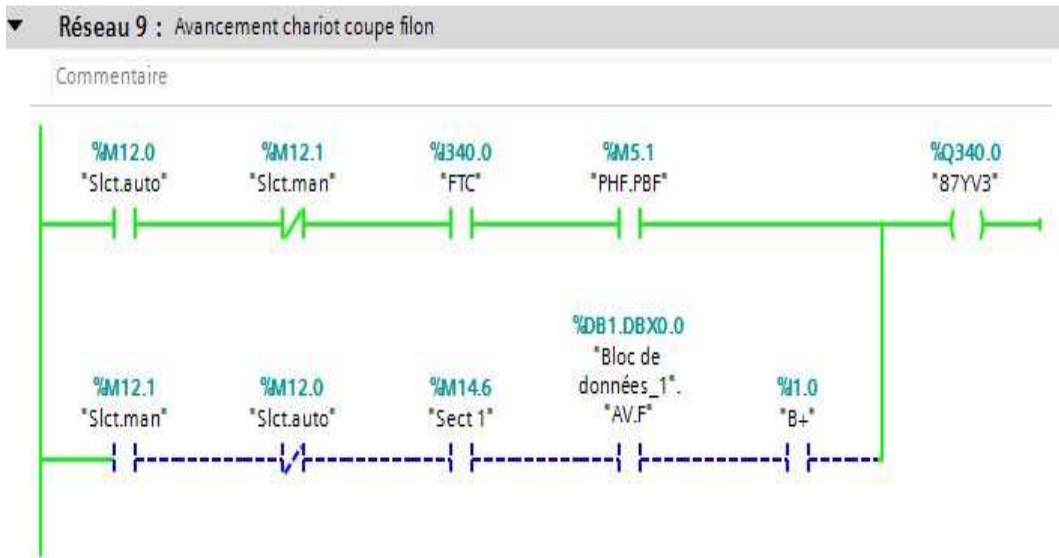 Réseau 9 : Avancement chariot coupe filon
Commentaire
%M12.0 %M12.1 %I340.0 %M5.1 %Q340.0
"Slct.auto" "Slct.man" "FTC" "PHF.PBF" "87YV3"
%DB1.DBX0.0
"Bloc de
%M12.1 %M12.0 %M14.6 données_1". %I1.0
"Slct.man" "Slct.auto" "Sect 1" "AV.F" "B+"